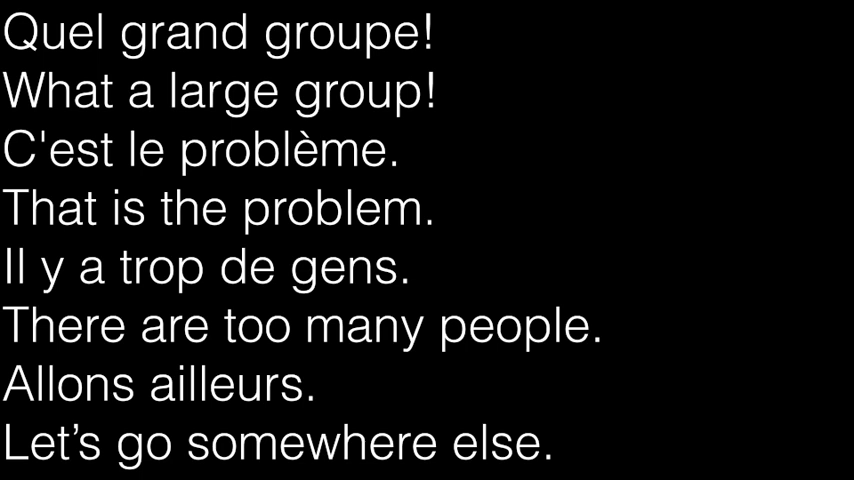 Quel grand groupe!
What a large group!
C'est le problème.
That is the problem.
Il y a trop de gens.
There are too many people.
Allons ailleurs.
Let’s go somewhere else.